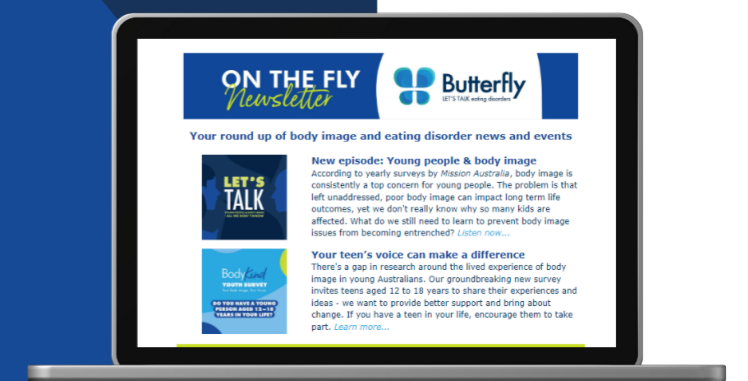 ON THE FLY
Newsletter
Butterfly
LET'S TALK eating disorders
Your round up of body image and eating disorder news and events
New episode: Young people & body image
According to yearly surveys by Mission Australia, body image is
consistently a top concern for young people. The problem is that
left unaddressed, poor body image can impact long term life
outcomes, yet we don't really know why so many kids are
affected. What do we still need to learn to prevent body image
issues from becoming entrenched? Listen now...
LET'S
TALK
Your teen's voice can make a difference
There's a gap in research around the lived experience of body
image in young Australians. Our groundbreaking new survey
invites teens aged 12 to 18 years to share their experiences and
ideas - we want to provide better support and bring about
change. If you have a teen in your life, encourage them to take
part. Learn more...
BodyKind
YOUTH SURVEY
DO YOU HAVE A YOUNG
PERSON AGED 12-18
YEARS IN YOUR LIFE?